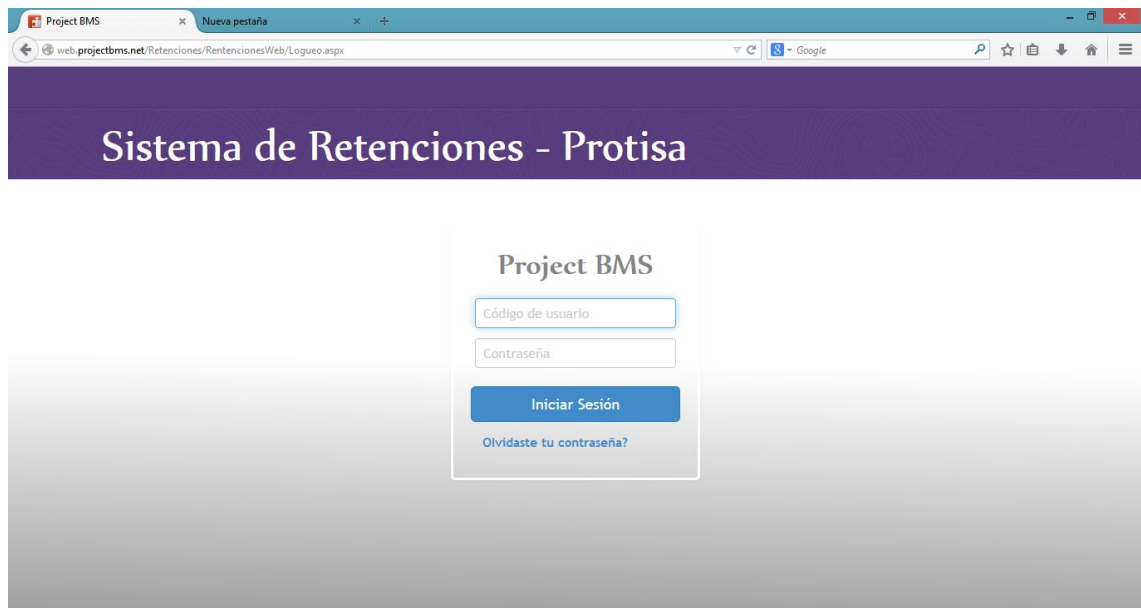 Project BMS
Nueva pestaña
web.projectbms.net/Retenciones/RentencionesWeb/Logueo.aspx
Google
Sistema de Retenciones - Protisa
Project BMS
Código de usuario
Contraseña
Iniciar Sesión
Olvidaste tu contraseña?